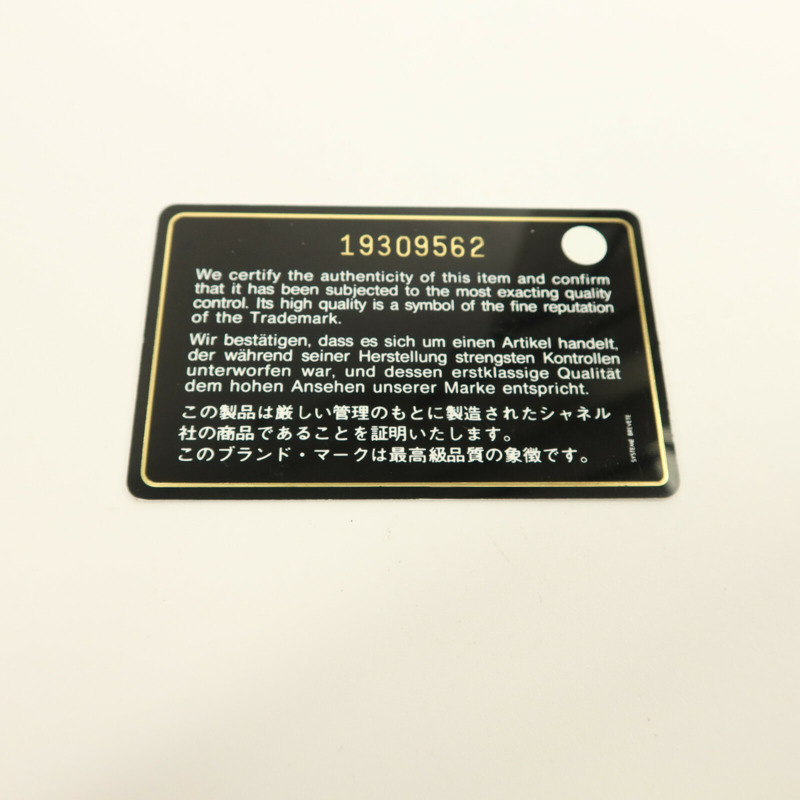 19309562
We certify the authenticity of this item and confirm
that it has been subjected to the most exacting quality
control. Its high quality is a symbol of the fine reputation
of the Trademark.
Wir bestätigen, dass es sich um einen Artikel handelt,
der während seiner Herstellung strengsten Kontrollen
unterworfen war, und dessen erstklassige Qualität
dem hohen Ansehen unserer Marke entspricht.
この製品は厳しい管理のもとに製造されたシャネル
社の商品であることを証明いたします。
このブランド・マークは最高級品質の象徴です。
SYSTEME BREVETE